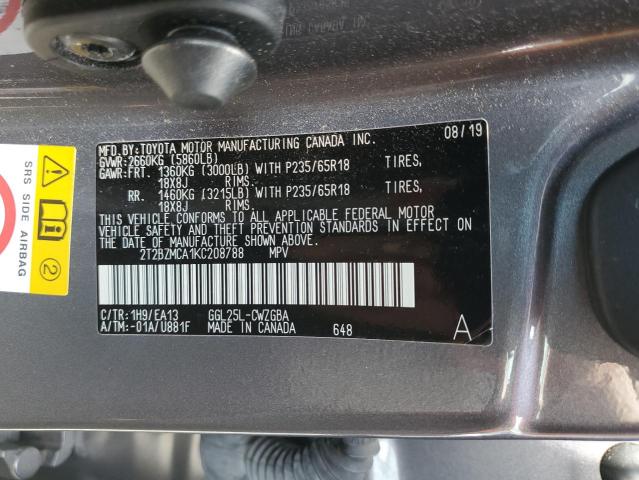 MFD.BY:TOYOTA MOTOR MANUFACTURING CANADA INC. 08/19
GVWR:2660KG (5860LB)
GAWR:FRT. 1360KG (3000LB) WITH P235/65R18 TIRES,
18X8J RIMS.
RR. 1460KG (3215LB) WITH P235/65R18 TIRES,
18X8J RIMS.
THIS VEHICLE CONFORMS TO ALL APPLICABLE FEDERAL MOTOR
VEHICLE SAFETY AND THEFT PREVENTION STANDARDS IN EFFECT ON
THE DATE OF MANUFACTURE SHOWN ABOVE.
2T2BZMCA1KC208788 MPV
C/TR:1H9/EA13 GGL25L-CWZGBA
A/TM:-01A/U881F MADE IN CANADA 648 A
SRS SIDE AIRBAG
2